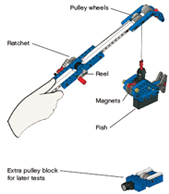 Pulley wheels
Ratchet
Reel
Magnets
Fish
Extra pulley block
for later tests